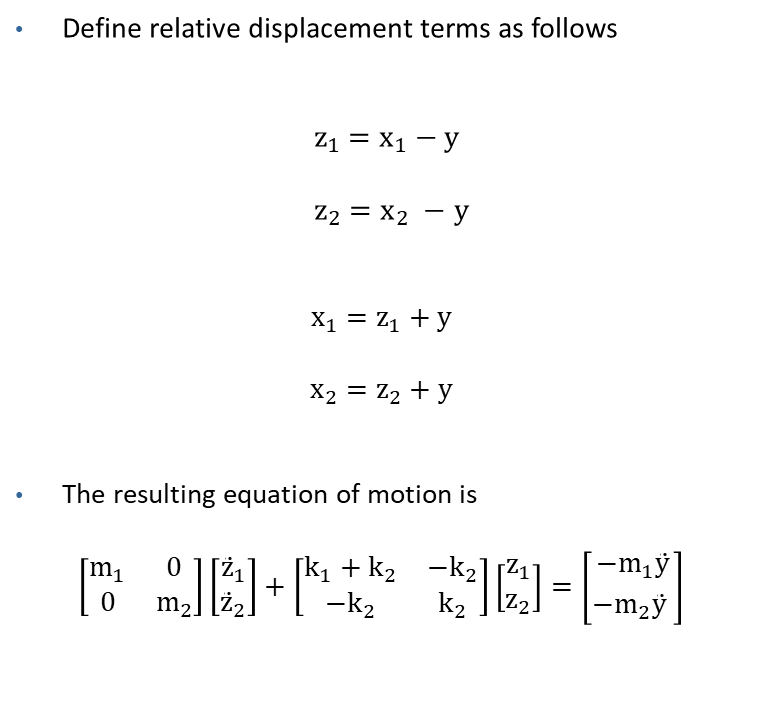 • Define relative displacement terms as follows
z₁ = x₁ − y
z₂ = x₂ − y
x₁ = z₁ + y
x₂ = z₂ + y
• The resulting equation of motion is
[m₁ 0; 0 m₂] [ż₁; ż₂] + [k₁ + k₂ −k₂; −k₂ k₂] [z₁; z₂] = [−m₁ẏ; −m₂ẏ]